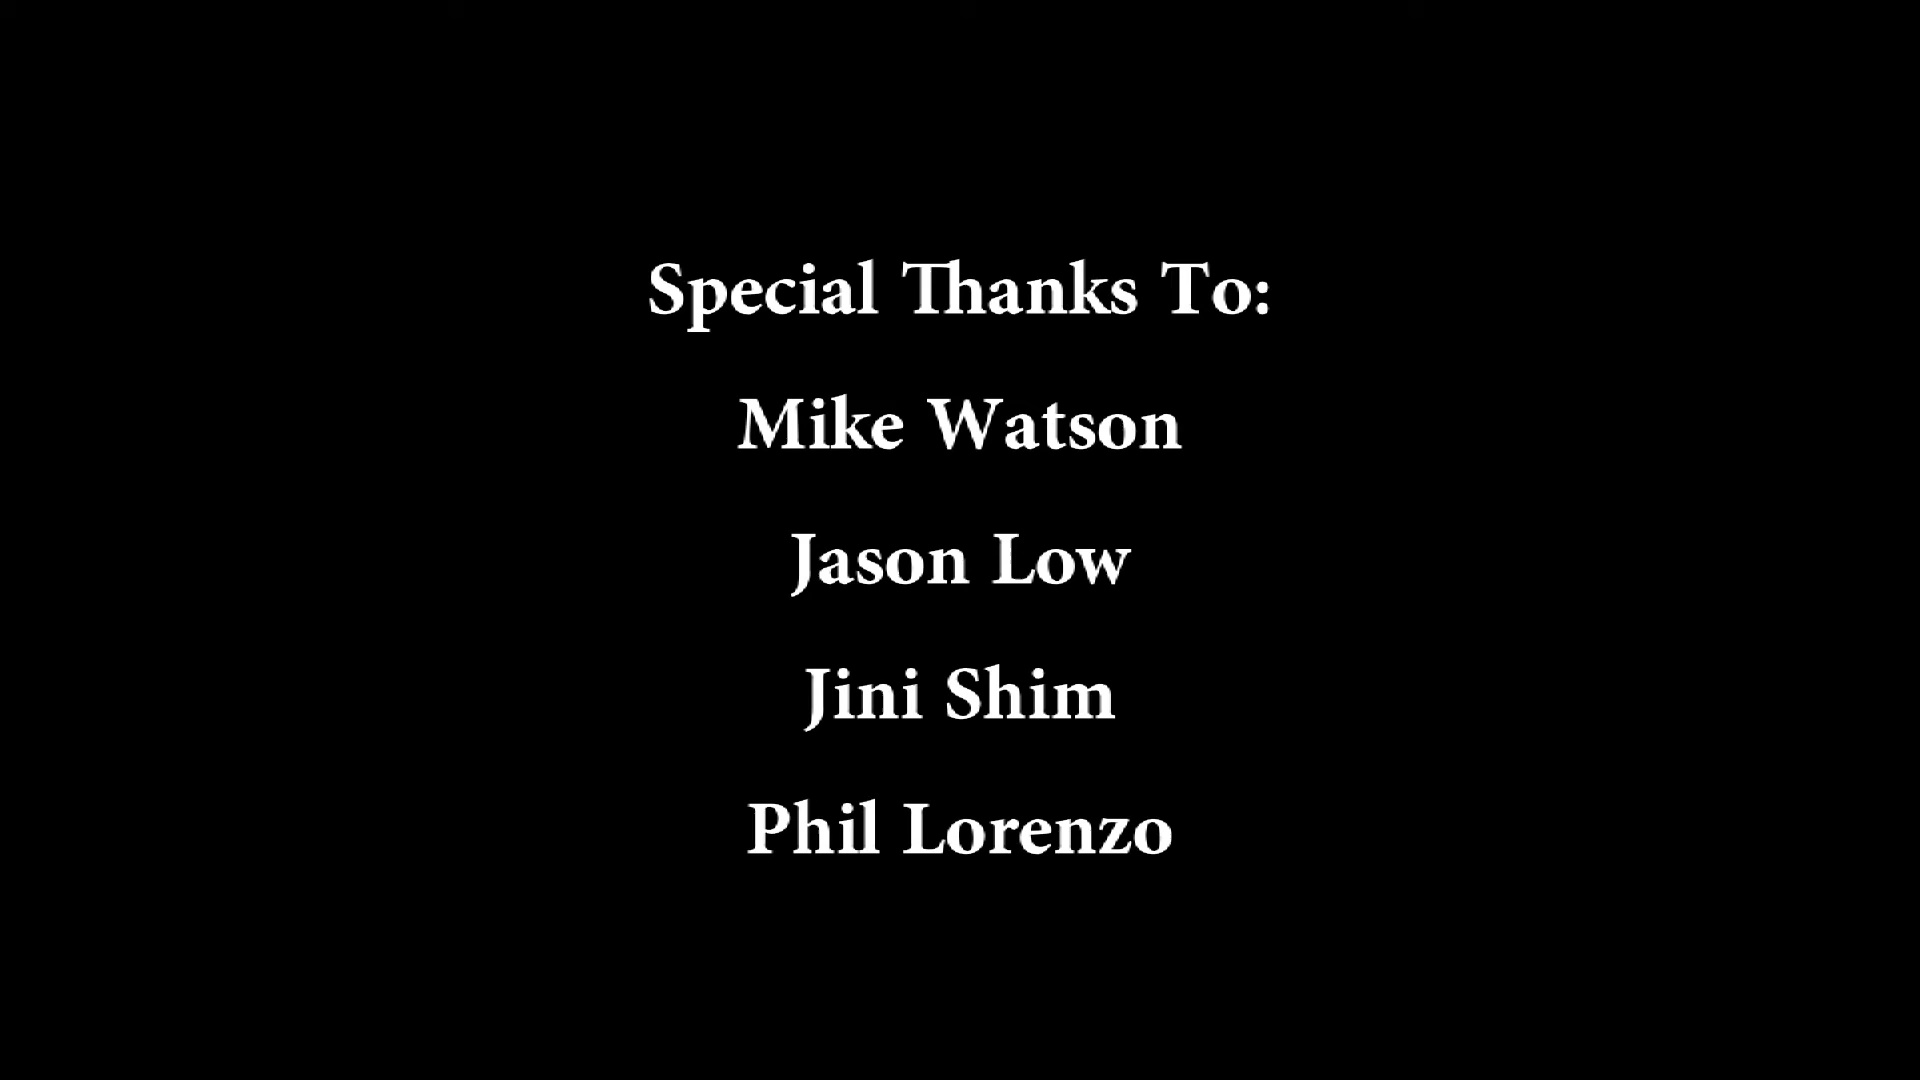 Special Thanks To:
Mike Watson
Jason Low
Jini Shim
Phil Lorenzo